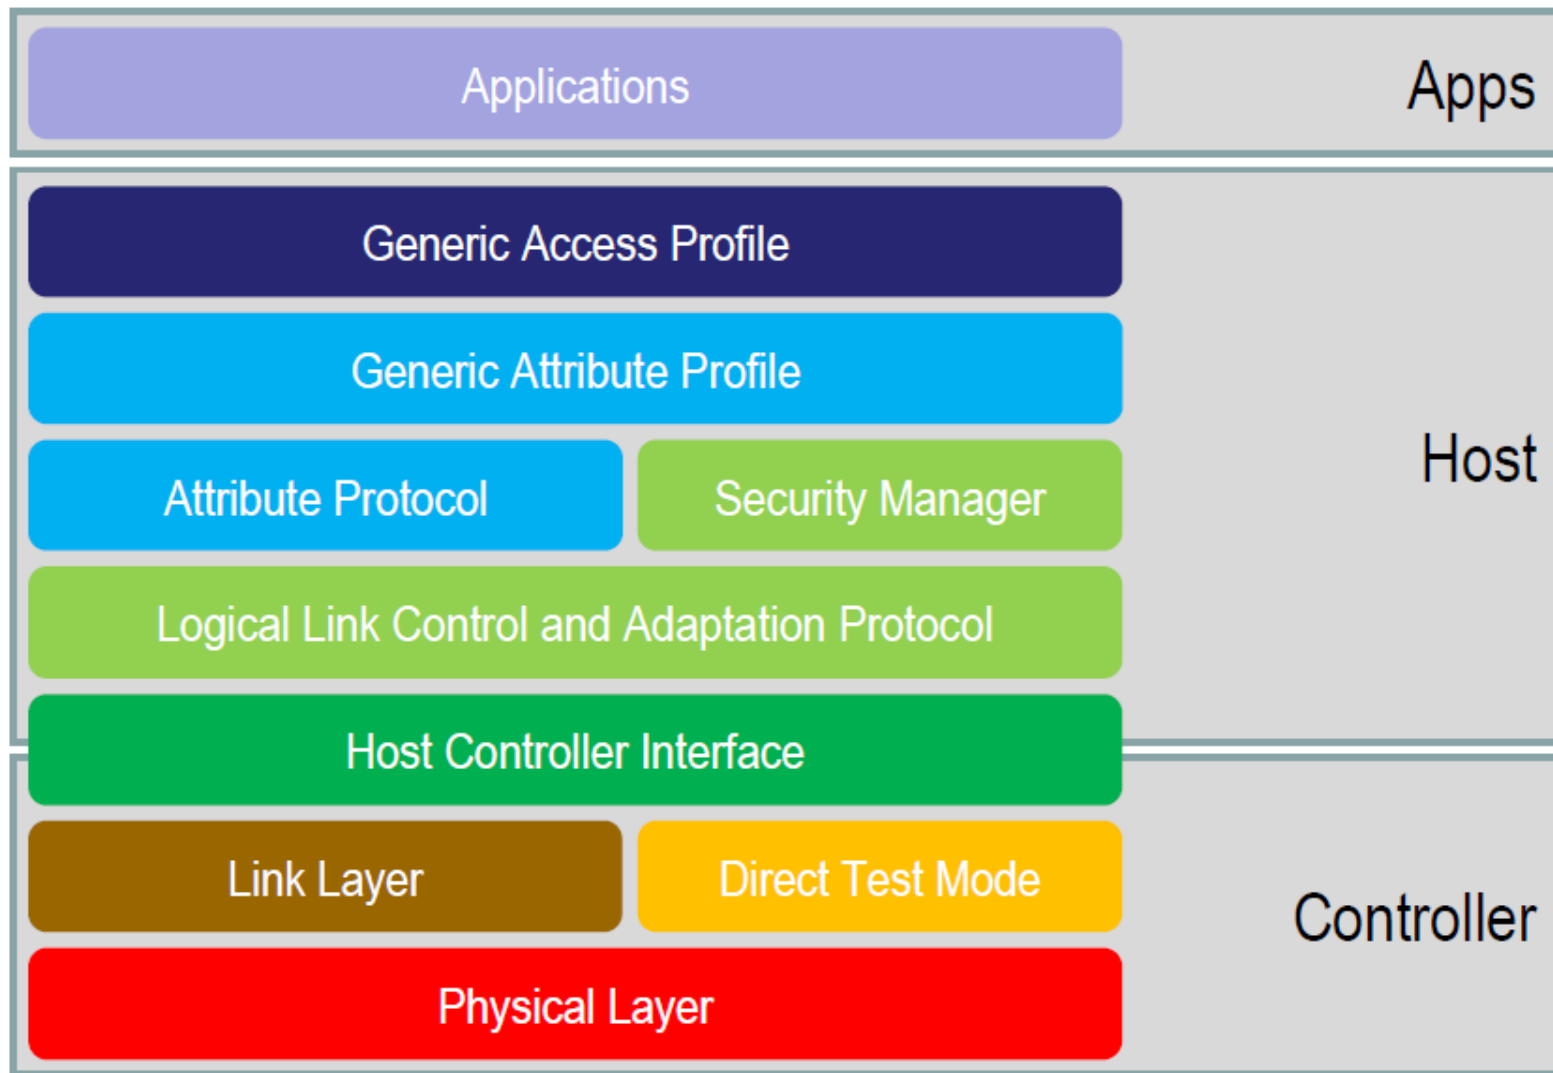 Applications
Apps
Generic Access Profile
Generic Attribute Profile
Host
Attribute Protocol
Security Manager
Logical Link Control and Adaptation Protocol
Host Controller Interface
Link Layer
Direct Test Mode
Controller
Physical Layer